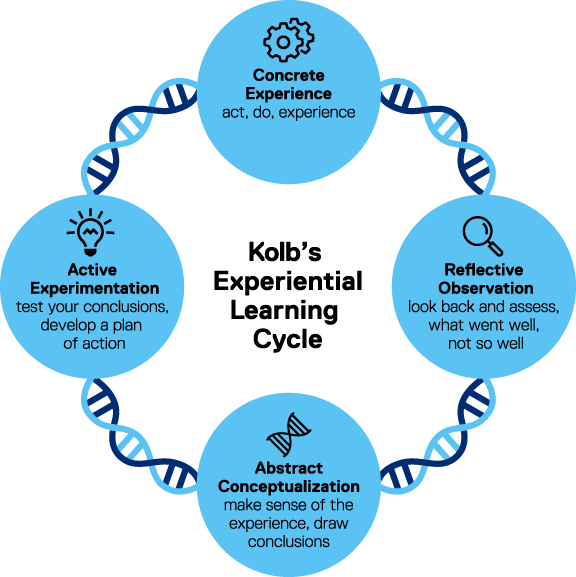 Concrete
Experience
act, do, experience
Active
Experimentation
test your conclusions,
develop a plan
of action
Kolb’s
Experiential
Learning
Cycle
Reflective
Observation
look back and assess,
what went well,
not so well
Abstract
Conceptualization
make sense of the
experience, draw
conclusions